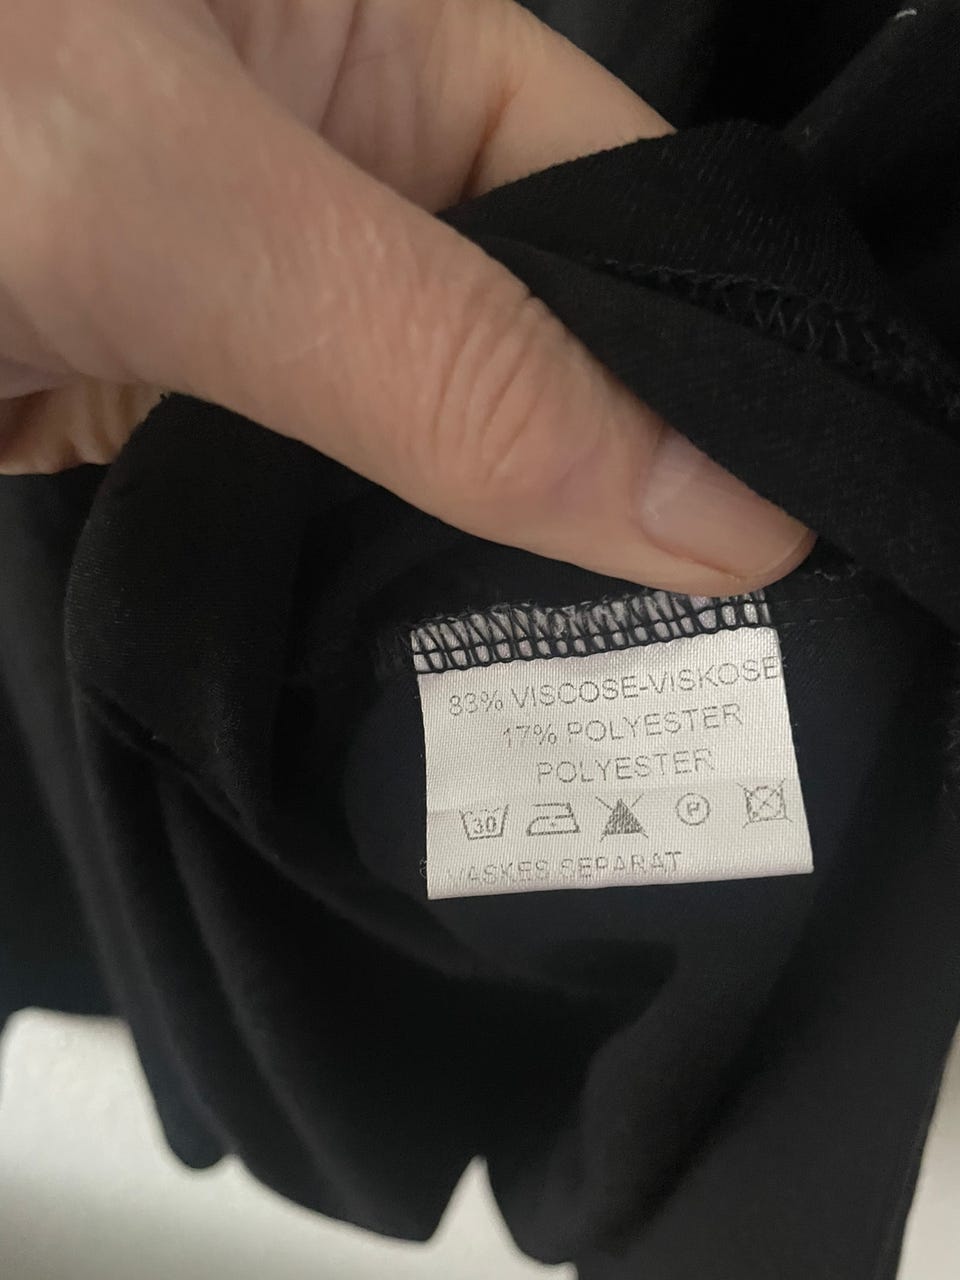 83% VISCOSE-VISKOSE
17% POLYESTER
POLYESTER
30 P
VASKES SEPARAT